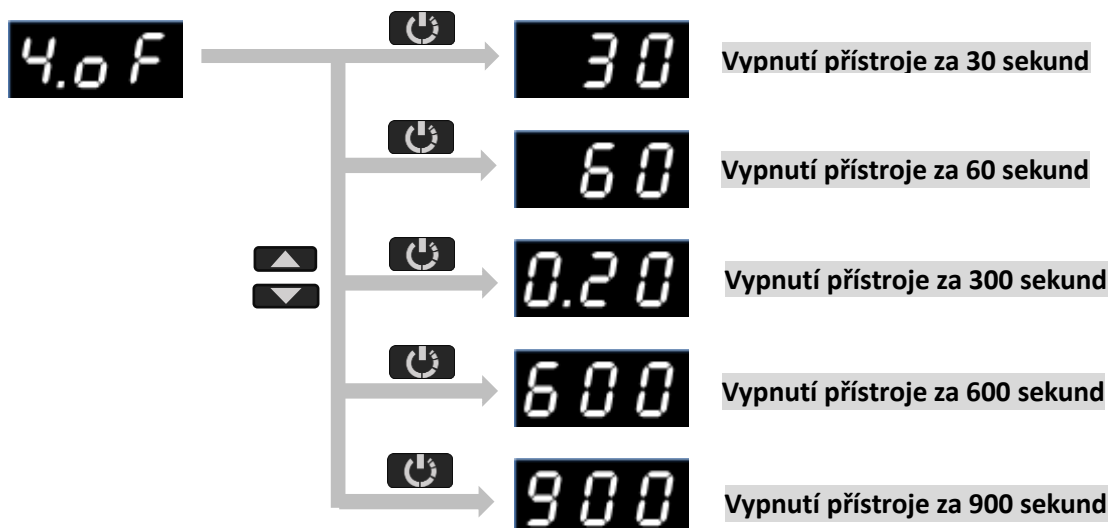 4.oF
30 Vypnutí přístroje za 30 sekund
60 Vypnutí přístroje za 60 sekund
0.20 Vypnutí přístroje za 300 sekund
600 Vypnutí přístroje za 600 sekund
900 Vypnutí přístroje za 900 sekund